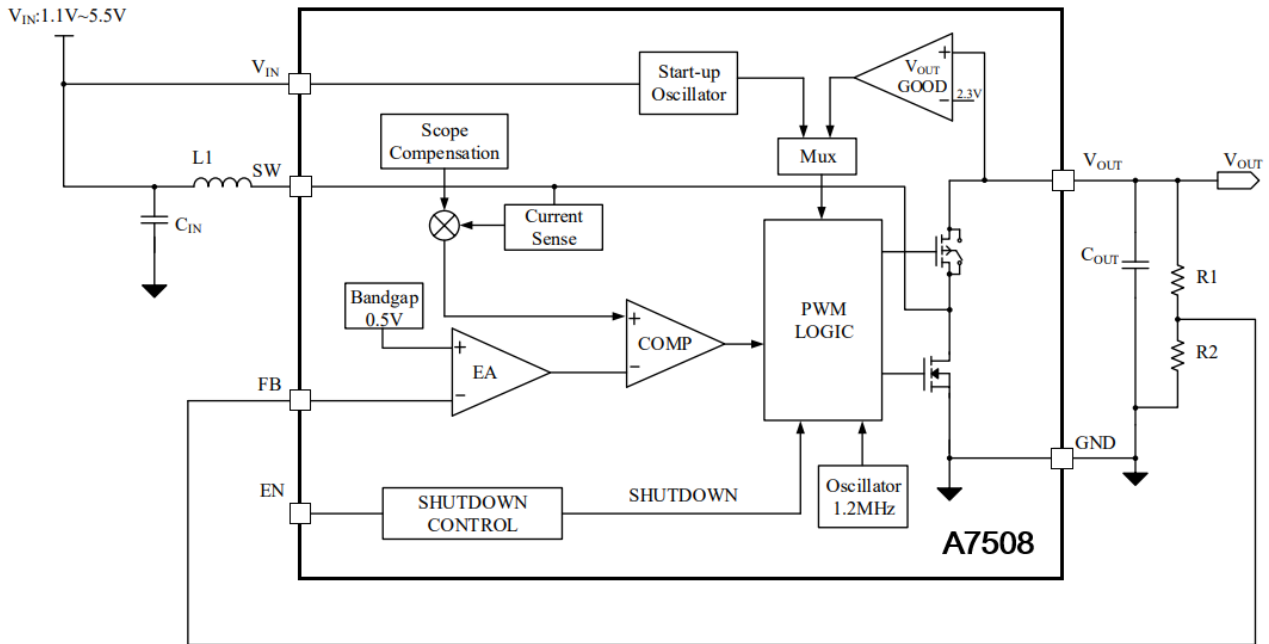 VIN:1.1V~5.5V
VIN
Start-up
Oscillator
VOUT
GOOD
+
−
2.3V
Scope
Compensation
Mux
L1
SW
VOUT
VOUT
CIN
Current
Sense
COUT
R1
Bandgap
0.5V
PWM
LOGIC
+
COMP
−
R2
+
EA
−
FB
GND
EN
SHUTDOWN
CONTROL
SHUTDOWN
Oscillator
1.2MHz
A7508